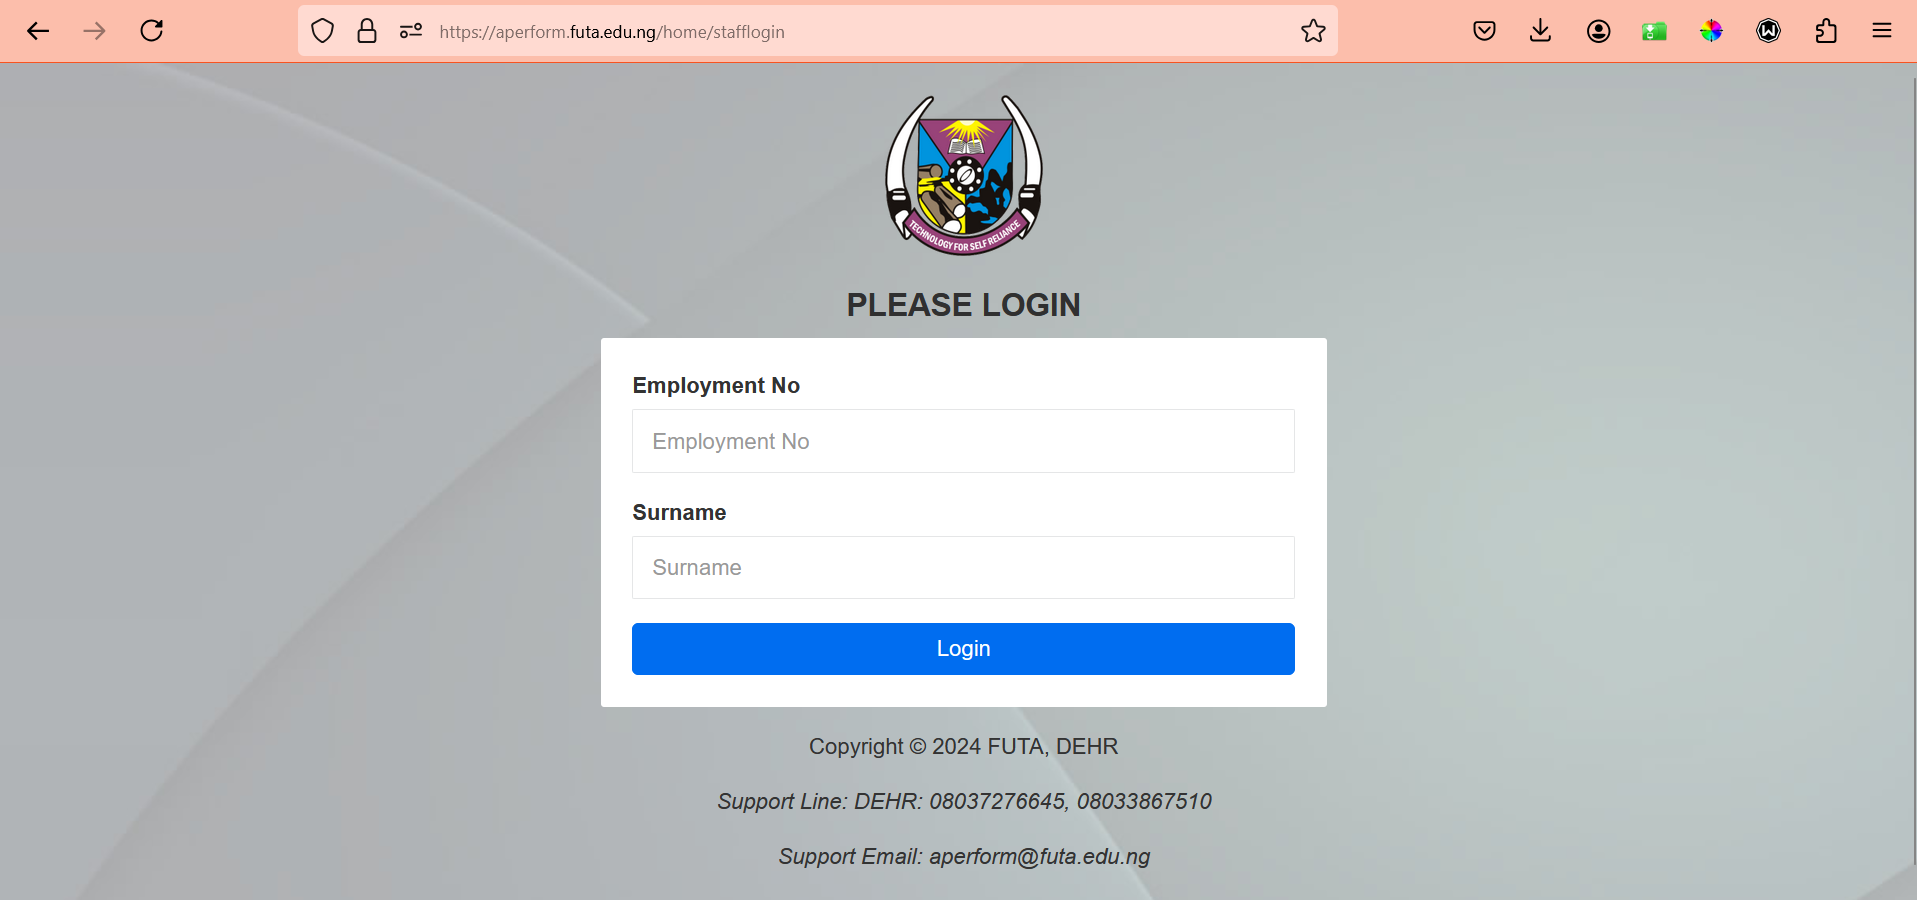 https://aperform.futa.edu.ng/home/stafflogin
TECHNOLOGY FOR SELF RELIANCE
PLEASE LOGIN
Employment No
Employment No
Surname
Surname
Login
Copyright © 2024 FUTA, DEHR
Support Line: DEHR: 08037276645, 08033867510
Support Email: aperform@futa.edu.ng